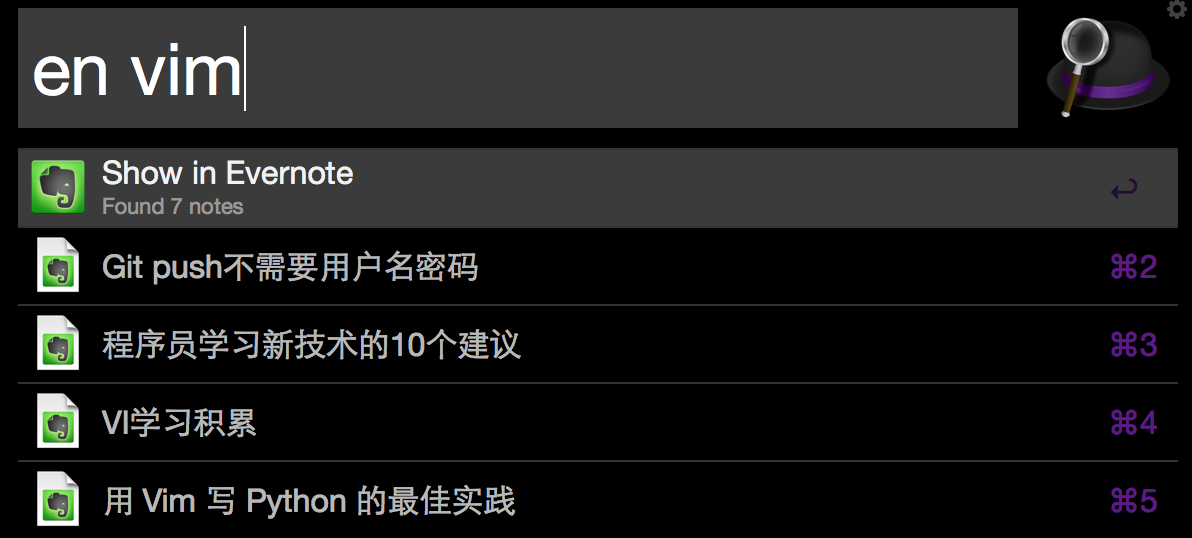 en vim
Show in Evernote
Found 7 notes
Git push不需要用户名密码
⌘2
程序员学习新技术的10个建议
⌘3
VI学习积累
⌘4
用 Vim 写 Python 的最佳实践
⌘5